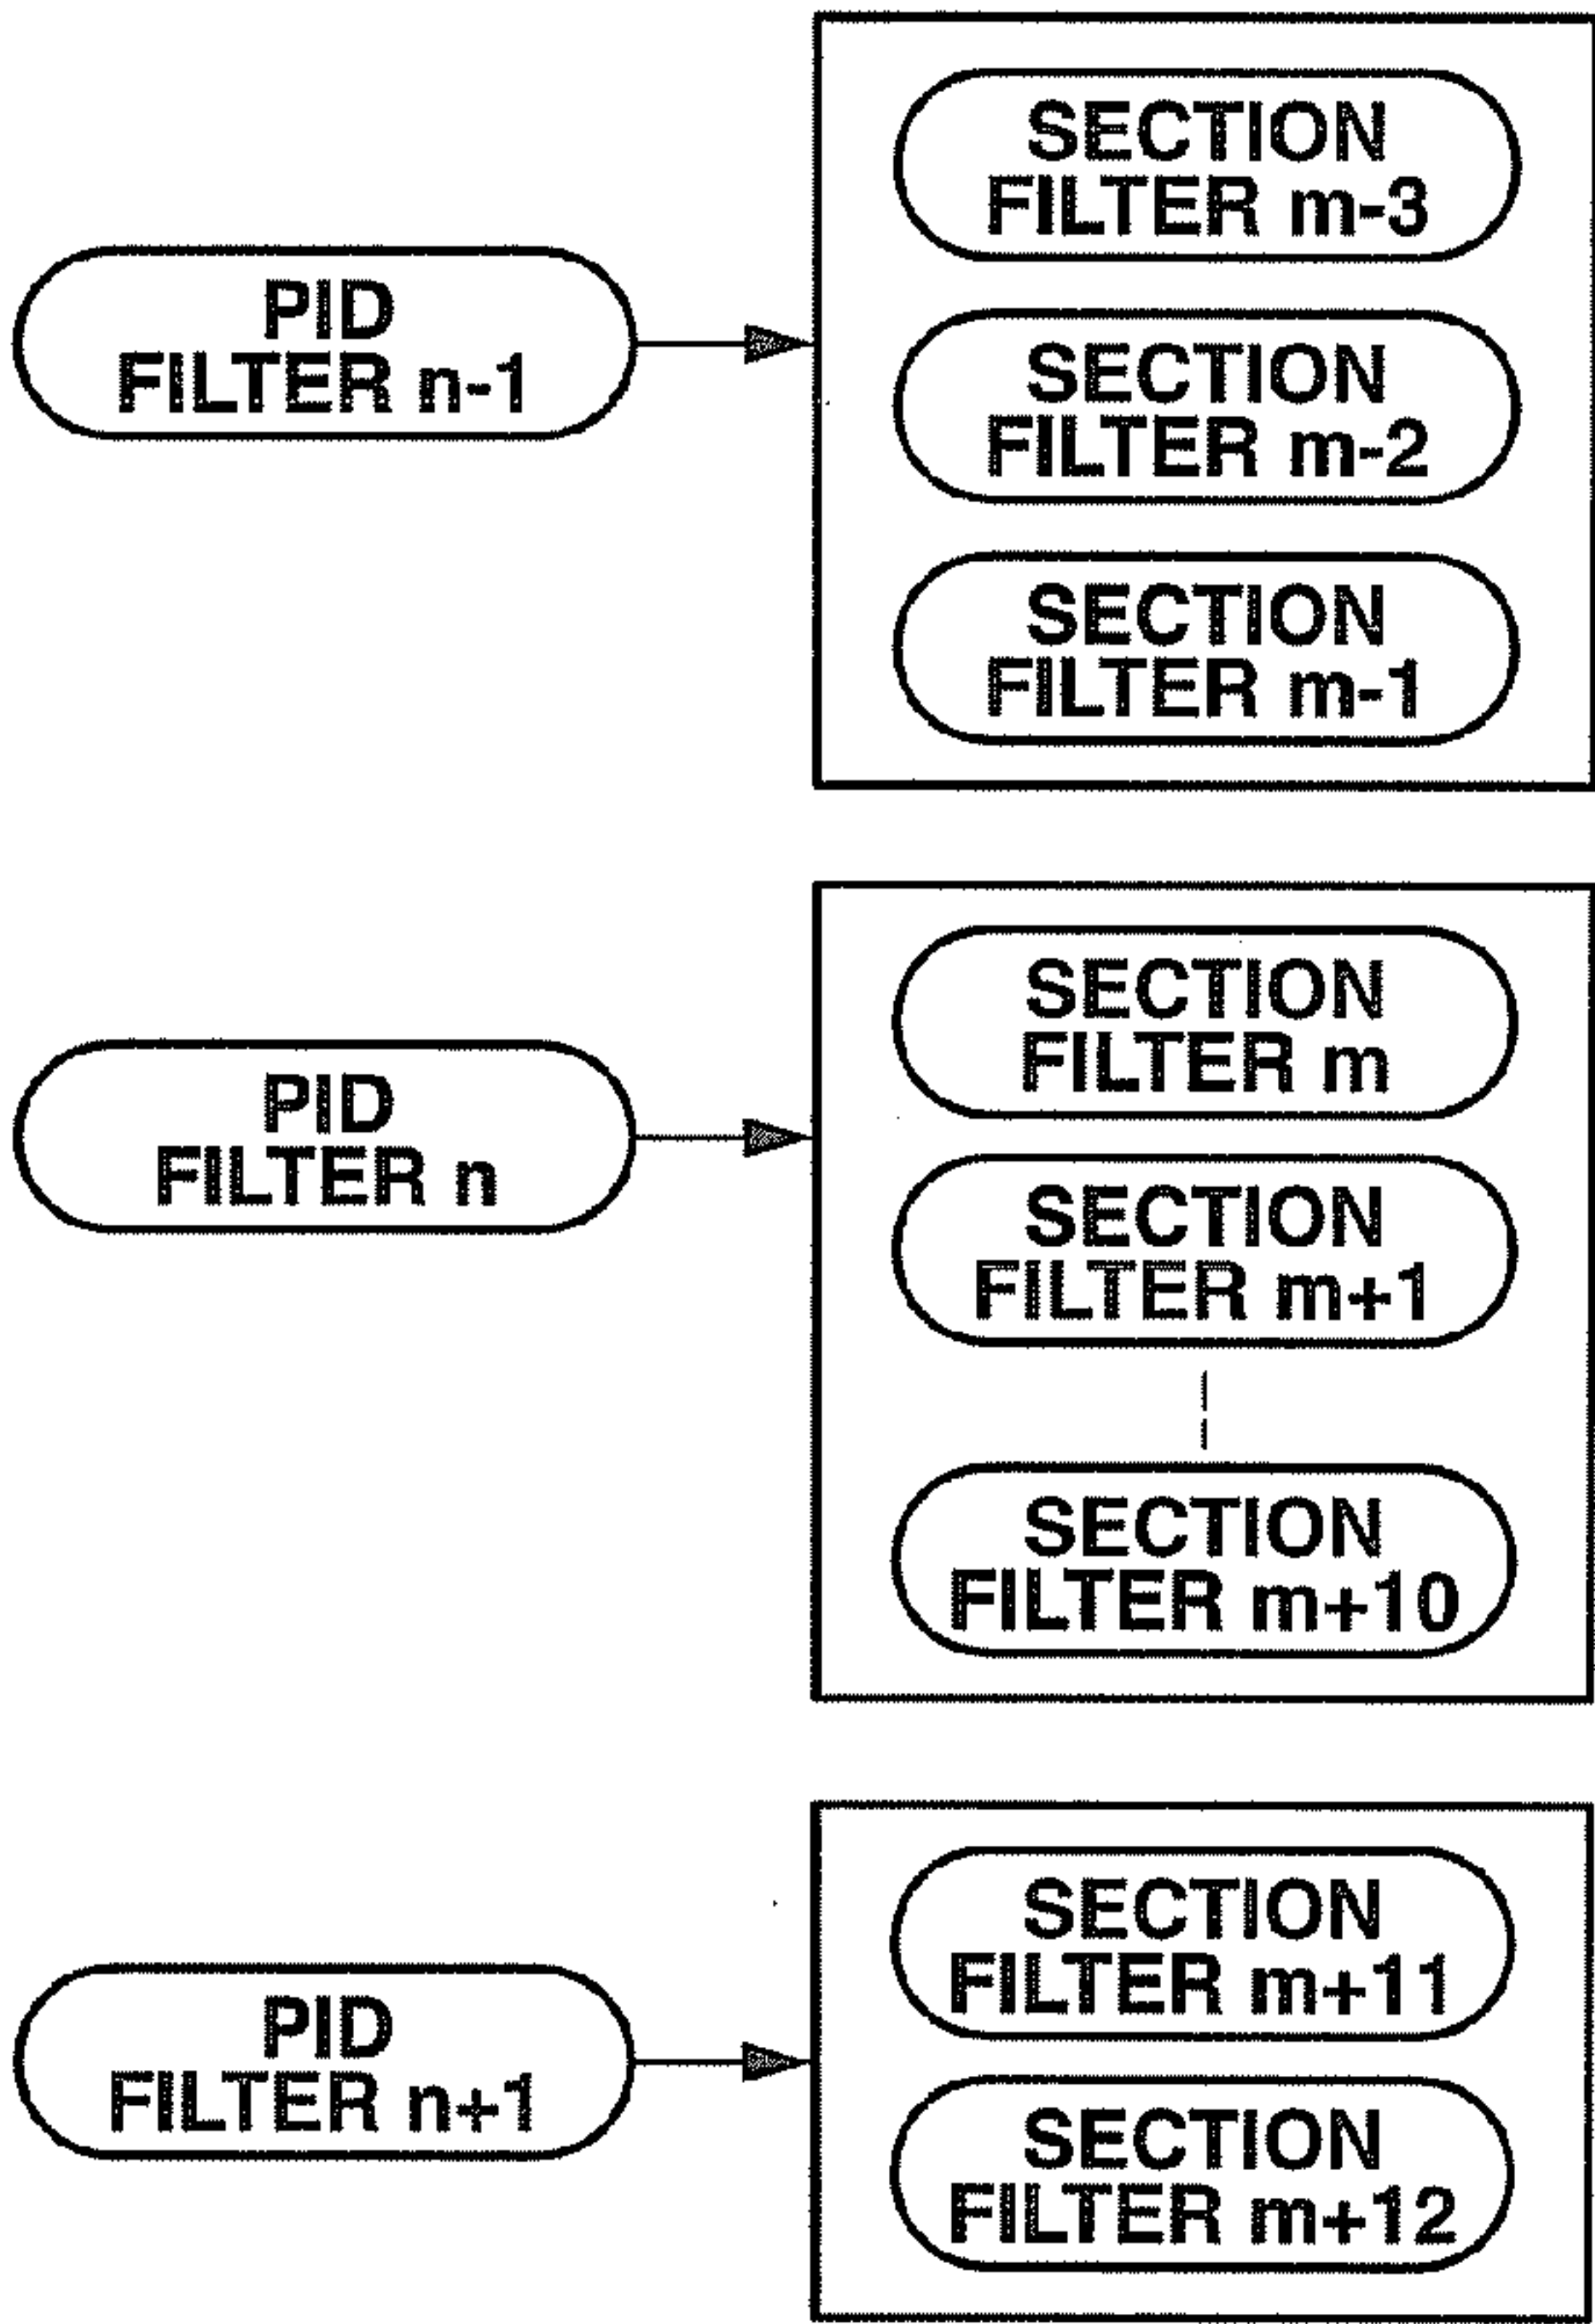 PID
FILTER n-1
SECTION
FILTER m-3
SECTION
FILTER m-2
SECTION
FILTER m-1
PID
FILTER n
SECTION
FILTER m
SECTION
FILTER m+1
SECTION
FILTER m+10
PID
FILTER n+1
SECTION
FILTER m+11
SECTION
FILTER m+12